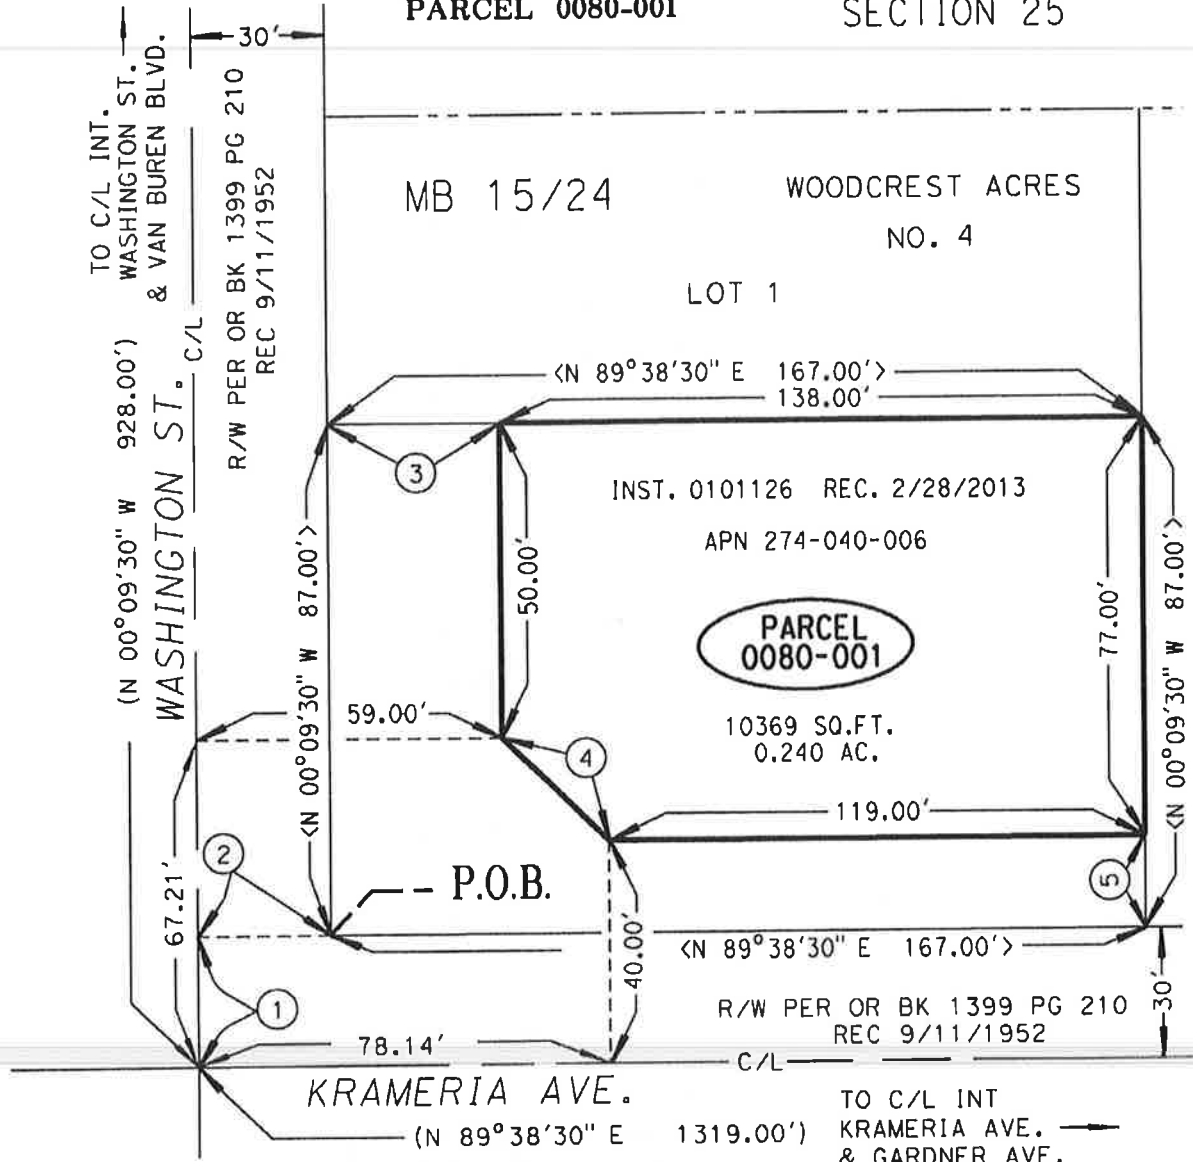 PARCEL 0080-001
SECTION 25
30'
TO C/L INT.
WASHINGTON ST.
& VAN BUREN BLVD.
R/W PER OR BK 1399 PG 210
REC 9/11/1952
MB 15/24
WOODCREST ACRES
NO. 4
LOT 1
C/L
(N 00°09'30" W 928.00')
WASHINGTON ST.
<N 89°38'30" E 167.00'>
138.00'
3
INST. 0101126 REC. 2/28/2013
APN 274-040-006
50.00'
<N 00°09'30" W 87.00'>
77.00'
<N 00°09'30" W 87.00'>
PARCEL
0080-001
59.00'
10369 SQ.FT.
0.240 AC.
4
119.00'
2
P.O.B.
5
67.21'
40.00'
<N 89°38'30" E 167.00'>
1
R/W PER OR BK 1399 PG 210
REC 9/11/1952
30'
78.14'
C/L
KRAMERIA AVE.
(N 89°38'30" E 1319.00')
TO C/L INT
KRAMERIA AVE.
& GARDNER AVE.